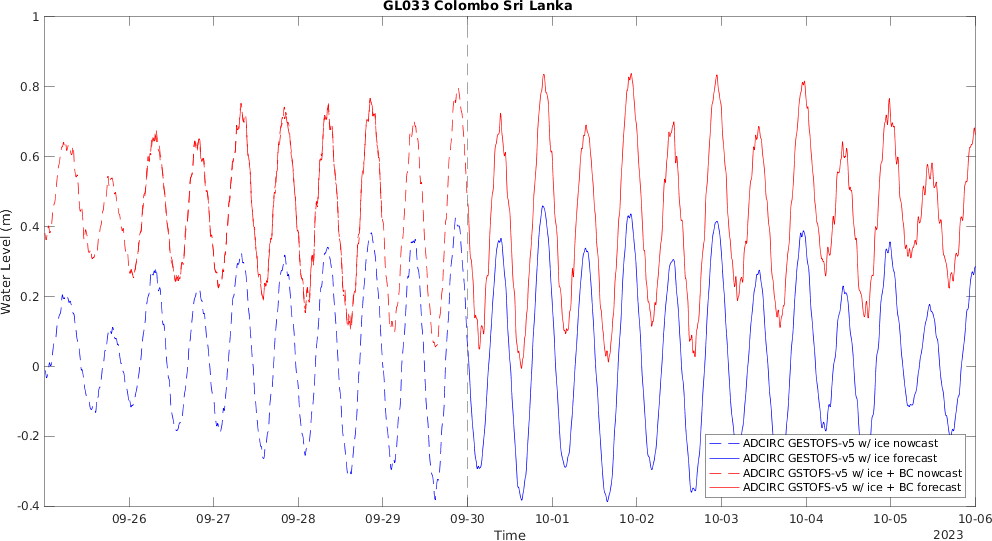 GL033 Colombo Sri Lanka
1
0.8
0.6
0.4
0.2
0
-0.2
-0.4
Water Level (m)
ADCIRC GESTOFS-v5 w/ ice nowcast
ADCIRC GESTOFS-v5 w/ ice forecast
ADCIRC GSTOFS-v5 w/ ice + BC nowcast
ADCIRC GSTOFS-v5 w/ ice + BC forecast
09-26 09-27 09-28 09-29 09-30 10-01 10-02 10-03 10-04 10-05 10-06
Time
2023